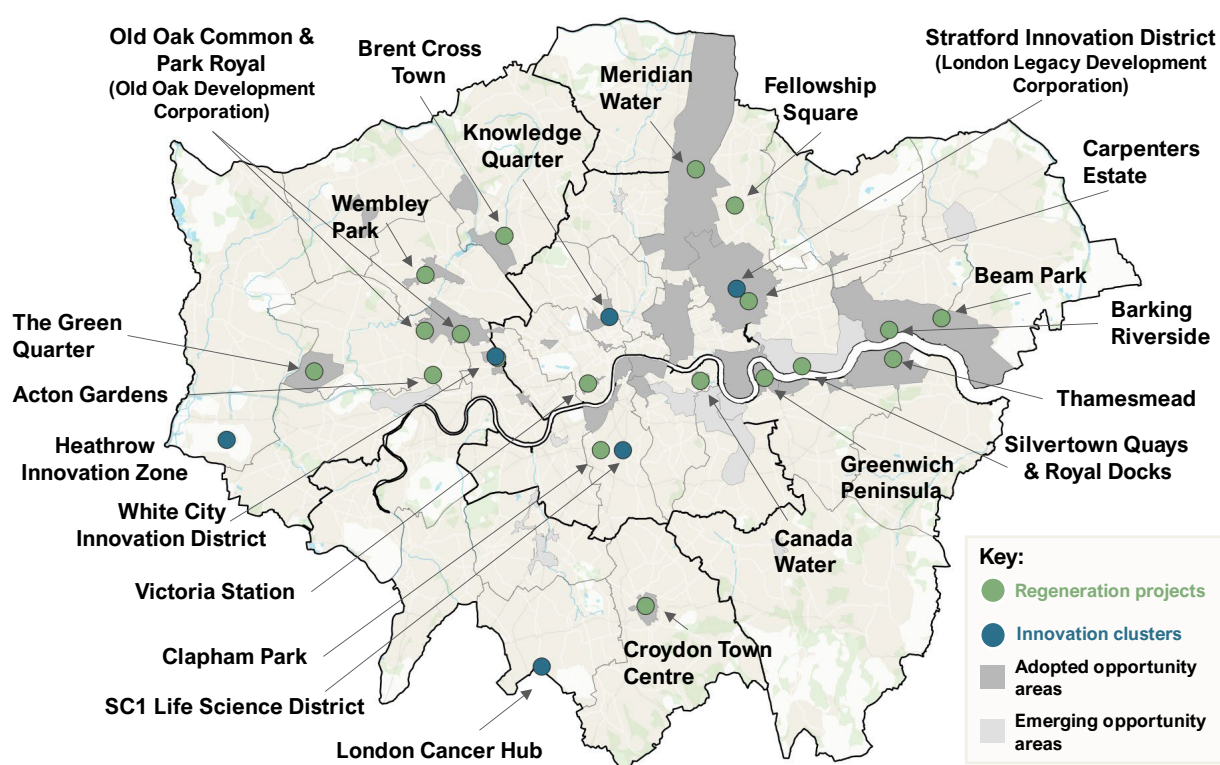 Old Oak Common &
Park Royal
(Old Oak Development
Corporation)
Brent Cross
Town
Meridian
Water
Fellowship
Square
Stratford Innovation District
(London Legacy Development
Corporation)
Knowledge
Quarter
Carpenters
Estate
Wembley
Park
Beam Park
Barking
Riverside
The Green
Quarter
Acton Gardens
Thamesmead
Heathrow
Innovation Zone
Silvertown Quays
& Royal Docks
Greenwich
Peninsula
White City
Innovation District
Canada
Water
Victoria Station
Clapham Park
SC1 Life Science District
Croydon Town
Centre
London Cancer Hub
Key:
Regeneration projects
Innovation clusters
Adopted opportunity
areas
Emerging opportunity
areas